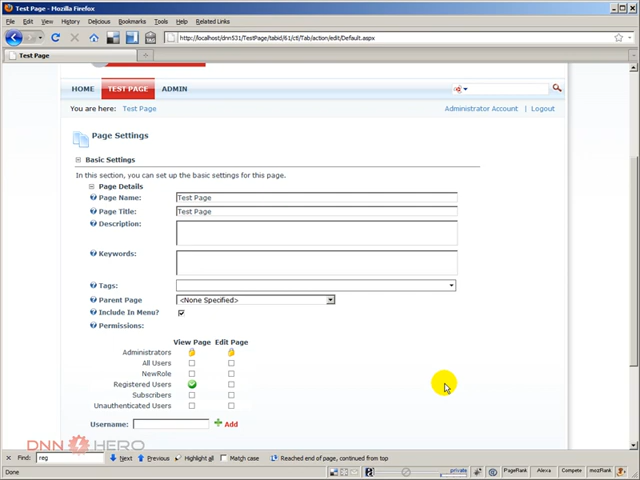 Test Page - Mozilla Firefox
File Edit View History Delicious Bookmarks Tools Help Related Links
http://localhost/dnn531/TestPage/tabid/61/ctl/Tab/action/edit/Default.aspx
Test Page
HOME TEST PAGE ADMIN
You are here: Test Page Administrator Account | Logout
Page Settings
Basic Settings
In this section, you can set up the basic settings for this page.
Page Details
Page Name: Test Page
Page Title: Test Page
Description:
Keywords:
Tags:
Parent Page <None Specified>
Include In Menu?
Permissions:
View Page Edit Page
Administrators
All Users
NewRole
Registered Users
Subscribers
Unauthenticated Users
Username: Add
DNN HERO
Find: reg Next Previous Highlight all Match case Reached end of page, continued from top
Done private PageRank Alexa Compete mozRank